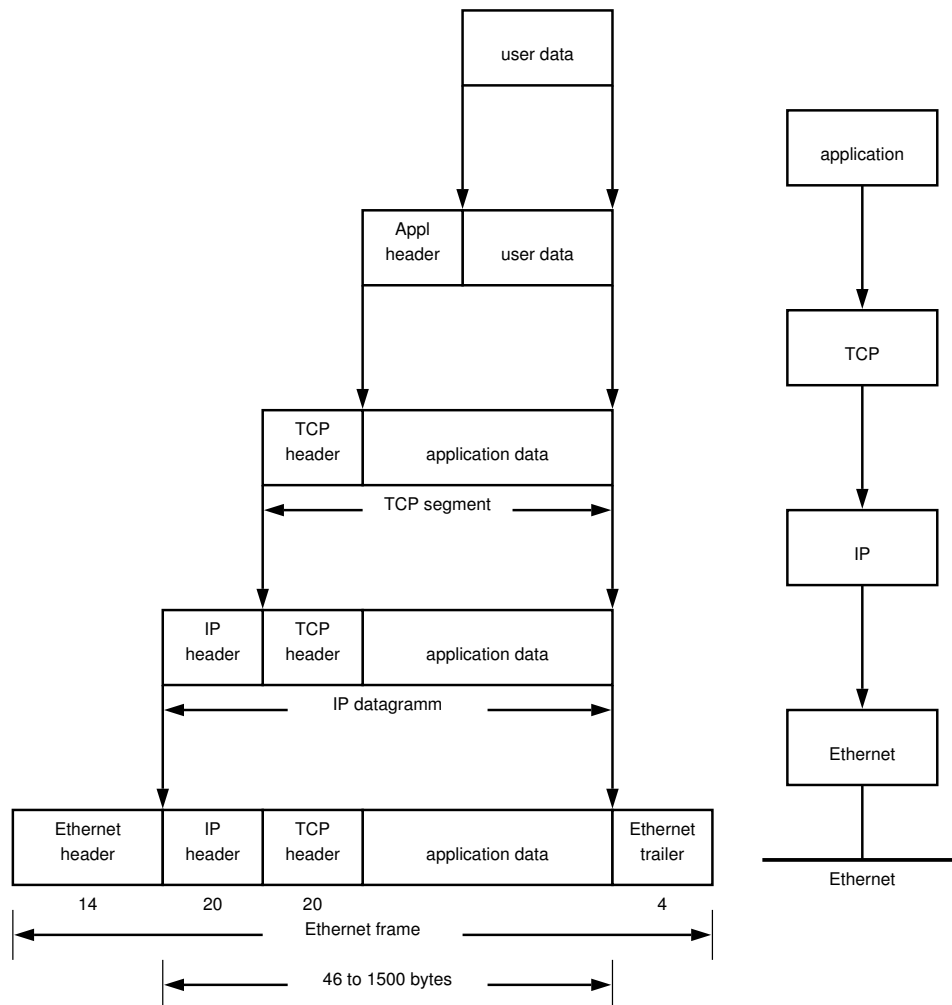 user data
application
Appl
header
user data
TCP
TCP
header
application data
TCP segment
IP
IP
header
TCP
header
application data
IP datagramm
Ethernet
Ethernet
header
IP
header
TCP
header
application data
Ethernet
trailer
Ethernet
14
20
20
4
Ethernet frame
46 to 1500 bytes